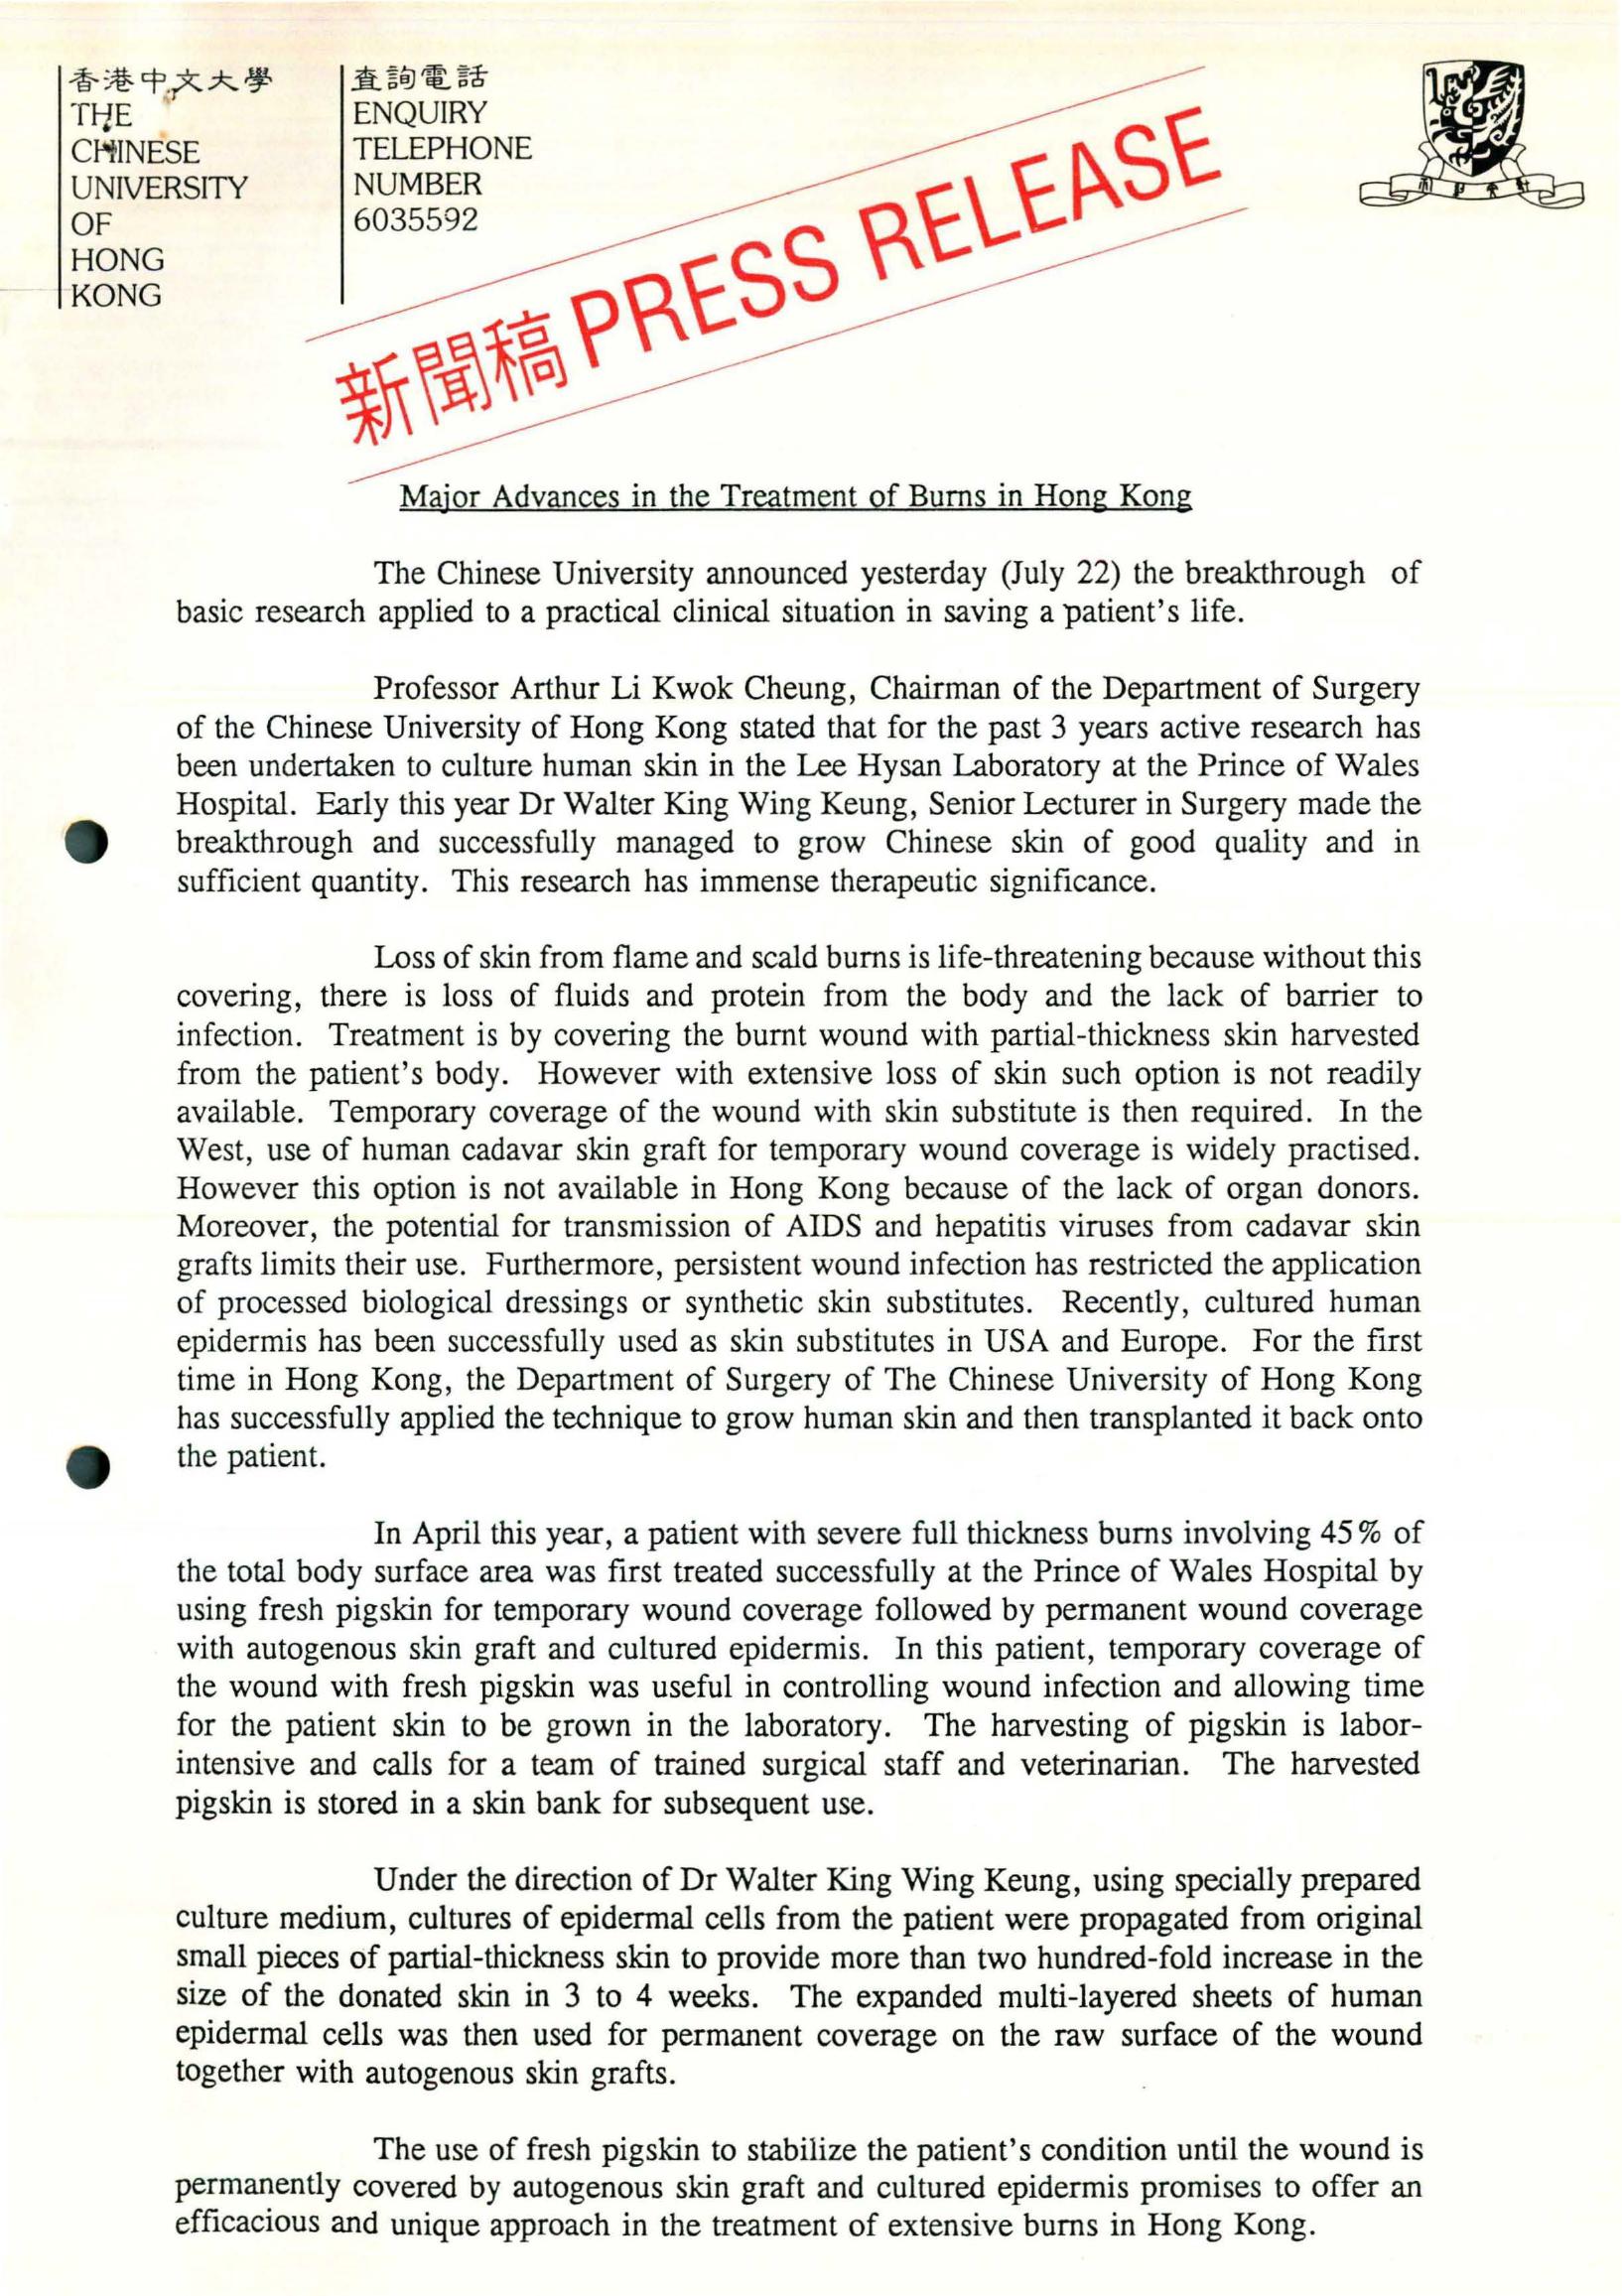 香港中文大學
THE
CHINESE
UNIVERSITY
OF
HONG
KONG
查詢電話
ENQUIRY
TELEPHONE
NUMBER
6035592
新聞稿 PRESS RELEASE
Major Advances in the Treatment of Burns in Hong Kong
The Chinese University announced yesterday (July 22) the breakthrough of
basic research applied to a practical clinical situation in saving a patient's life.
Professor Arthur Li Kwok Cheung, Chairman of the Department of Surgery
of the Chinese University of Hong Kong stated that for the past 3 years active research has
been undertaken to culture human skin in the Lee Hysan Laboratory at the Prince of Wales
Hospital. Early this year Dr Walter King Wing Keung, Senior Lecturer in Surgery made the
breakthrough and successfully managed to grow Chinese skin of good quality and in
sufficient quantity. This research has immense therapeutic significance.
Loss of skin from flame and scald burns is life-threatening because without this
covering, there is loss of fluids and protein from the body and the lack of barrier to
infection. Treatment is by covering the burnt wound with partial-thickness skin harvested
from the patient's body. However with extensive loss of skin such option is not readily
available. Temporary coverage of the wound with skin substitute is then required. In the
West, use of human cadavar skin graft for temporary wound coverage is widely practised.
However this option is not available in Hong Kong because of the lack of organ donors.
Moreover, the potential for transmission of AIDS and hepatitis viruses from cadavar skin
grafts limits their use. Furthermore, persistent wound infection has restricted the application
of processed biological dressings or synthetic skin substitutes. Recently, cultured human
epidermis has been successfully used as skin substitutes in USA and Europe. For the first
time in Hong Kong, the Department of Surgery of The Chinese University of Hong Kong
has successfully applied the technique to grow human skin and then transplanted it back onto
the patient.
In April this year, a patient with severe full thickness burns involving 45% of
the total body surface area was first treated successfully at the Prince of Wales Hospital by
using fresh pigskin for temporary wound coverage followed by permanent wound coverage
with autogenous skin graft and cultured epidermis. In this patient, temporary coverage of
the wound with fresh pigskin was useful in controlling wound infection and allowing time
for the patient skin to be grown in the laboratory. The harvesting of pigskin is labor-
intensive and calls for a team of trained surgical staff and veterinarian. The harvested
pigskin is stored in a skin bank for subsequent use.
Under the direction of Dr Walter King Wing Keung, using specially prepared
culture medium, cultures of epidermal cells from the patient were propagated from original
small pieces of partial-thickness skin to provide more than two hundred-fold increase in the
size of the donated skin in 3 to 4 weeks. The expanded multi-layered sheets of human
epidermal cells was then used for permanent coverage on the raw surface of the wound
together with autogenous skin grafts.
The use of fresh pigskin to stabilize the patient's condition until the wound is
permanently covered by autogenous skin graft and cultured epidermis promises to offer an
efficacious and unique approach in the treatment of extensive burns in Hong Kong.